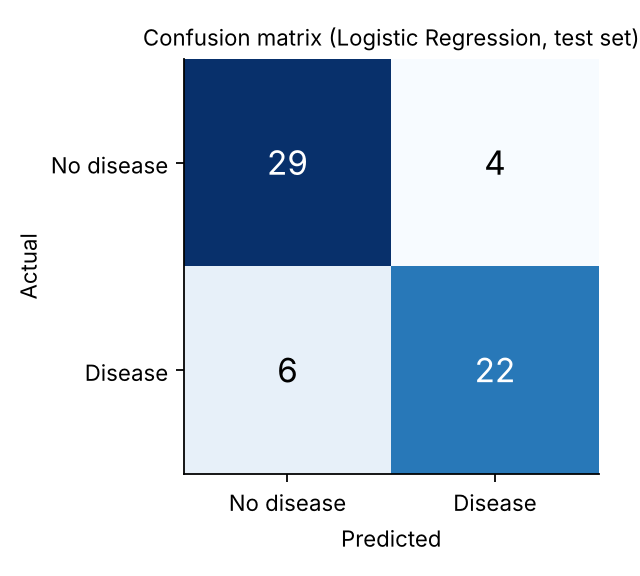 Confusion matrix (Logistic Regression, test set)
No disease
29
4
Actual
Disease
6
22
No disease
Disease
Predicted